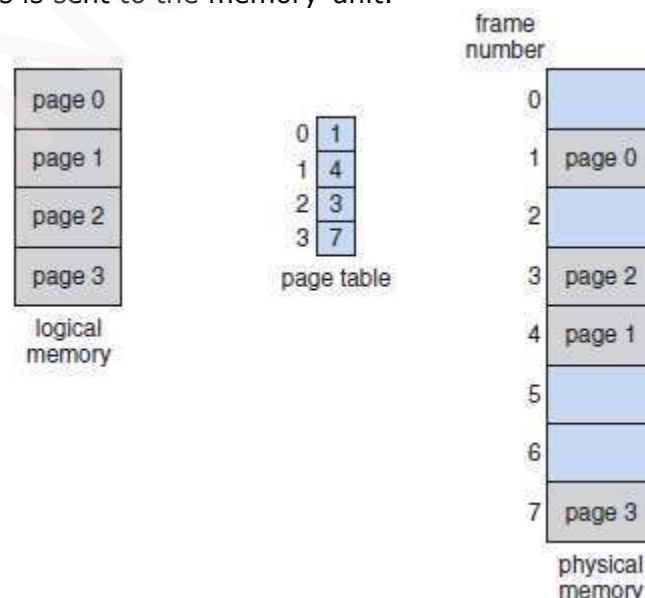 s is sent to the memory unit.
frame
number
page 0
page 1
page 2
page 3
logical
memory
0 1
1 4
2 3
3 7
page table
0
1 page 0
2
3 page 2
4 page 1
5
6
7 page 3
physical
memory